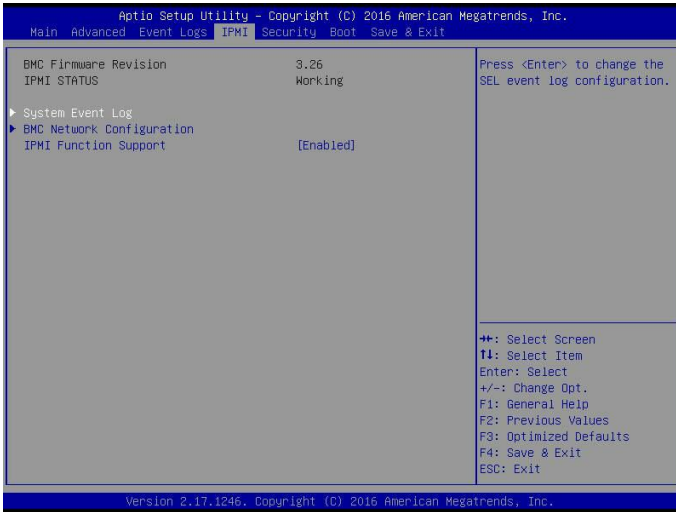 Aptio Setup Utility – Copyright (C) 2016 American Megatrends, Inc.
Main Advanced Event Logs IPMI Security Boot Save & Exit
BMC Firmware Revision 3.26
IPMI STATUS Working
System Event Log
BMC Network Configuration
IPMI Function Support [Enabled]
Press <Enter> to change the
SEL event log configuration.
→←: Select Screen
↑↓: Select Item
Enter: Select
+/-: Change Opt.
F1: General Help
F2: Previous Values
F3: Optimized Defaults
F4: Save & Exit
ESC: Exit
Version 2.17.1246. Copyright (C) 2016 American Megatrends, Inc.